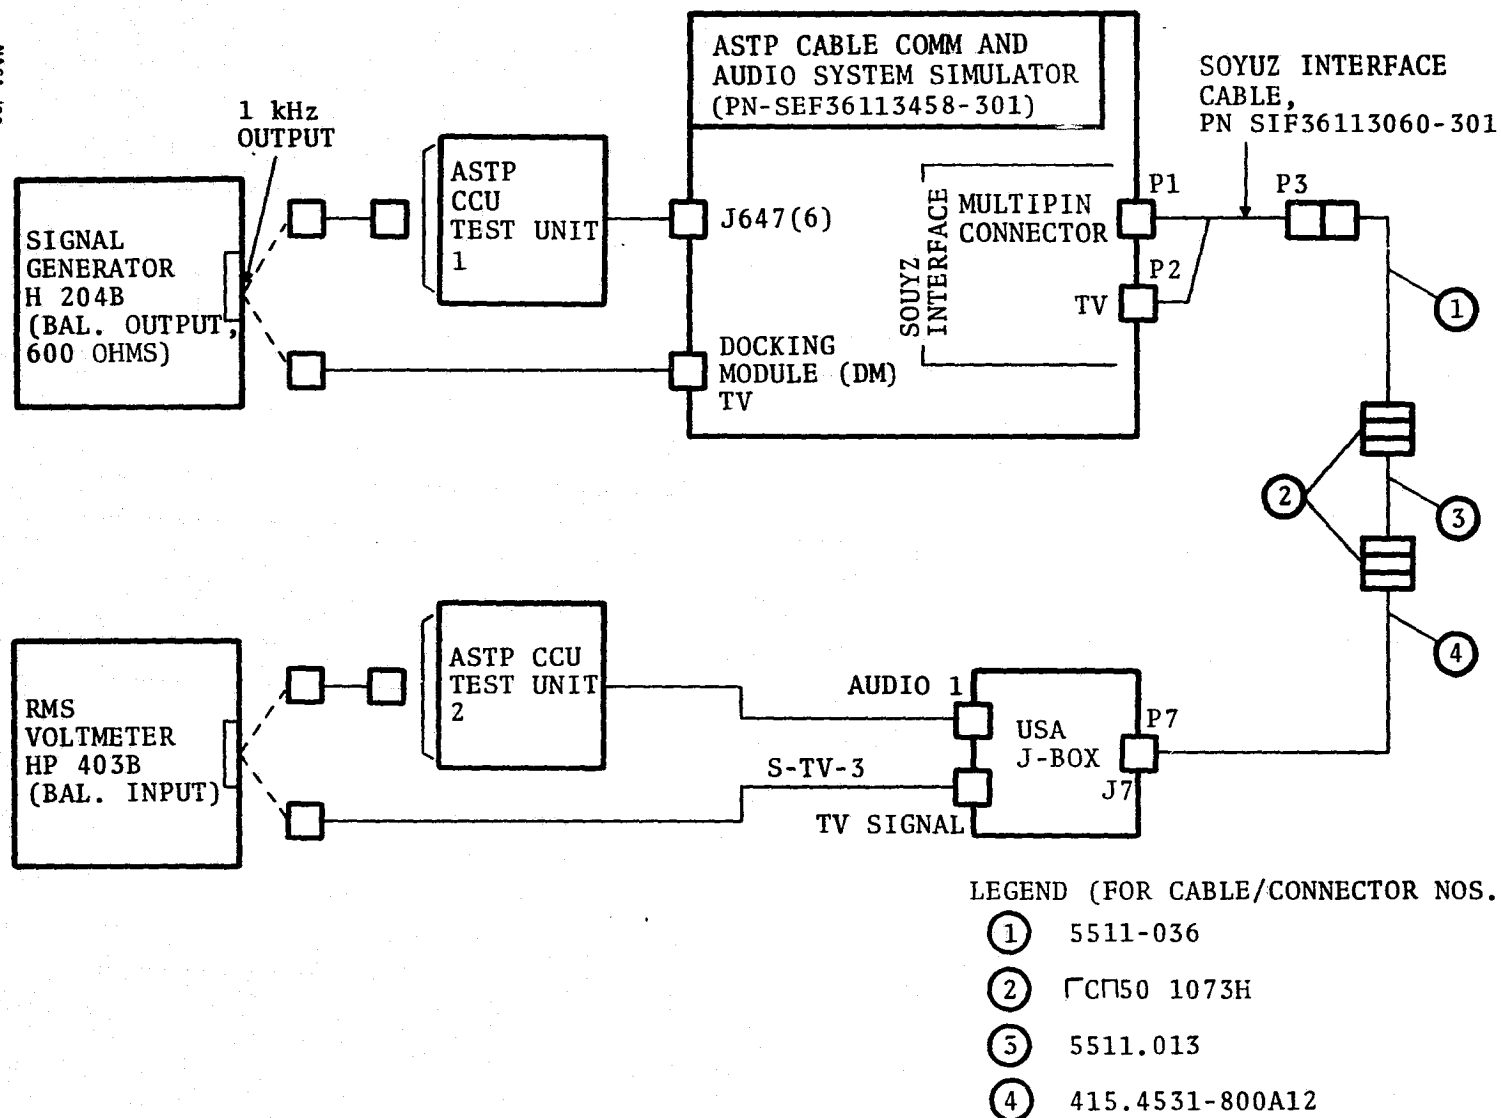 1 kHz
OUTPUT
SIGNAL
GENERATOR
H 204B
(BAL. OUTPUT,
600 OHMS)
ASTP
CCU
TEST UNIT
1
ASTP CABLE COMM AND
AUDIO SYSTEM SIMULATOR
(PN-SEF36113458-301)
J647(6)
DOCKING
MODULE (DM)
TV
SOUYZ
INTERFACE
MULTIPIN
CONNECTOR
TV
P1
P2
SOYUZ INTERFACE
CABLE,
PN SIF36113060-301
P3
1
2
3
4
RMS
VOLTMETER
HP 403B
(BAL. INPUT)
ASTP CCU
TEST UNIT
2
AUDIO 1
S-TV-3
TV SIGNAL
USA
J-BOX
J7
P7
LEGEND (FOR CABLE/CONNECTOR NOS.
1 5511-036
2 ГСП50 1073H
3 5511.013
4 415.4531-800A12